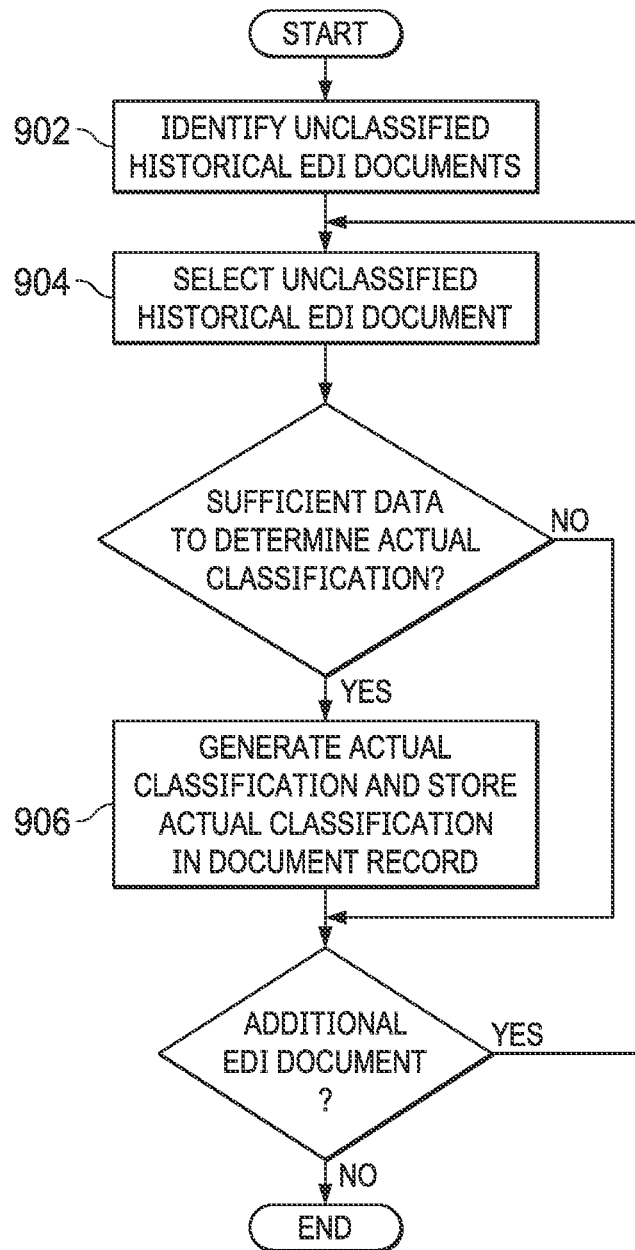 START
902
IDENTIFY UNCLASSIFIED
HISTORICAL EDI DOCUMENTS
904
SELECT UNCLASSIFIED
HISTORICAL EDI DOCUMENT
SUFFICIENT DATA
TO DETERMINE ACTUAL
CLASSIFICATION?
NO
YES
906
GENERATE ACTUAL
CLASSIFICATION AND STORE
ACTUAL CLASSIFICATION
IN DOCUMENT RECORD
ADDITIONAL
EDI DOCUMENT
?
YES
NO
END